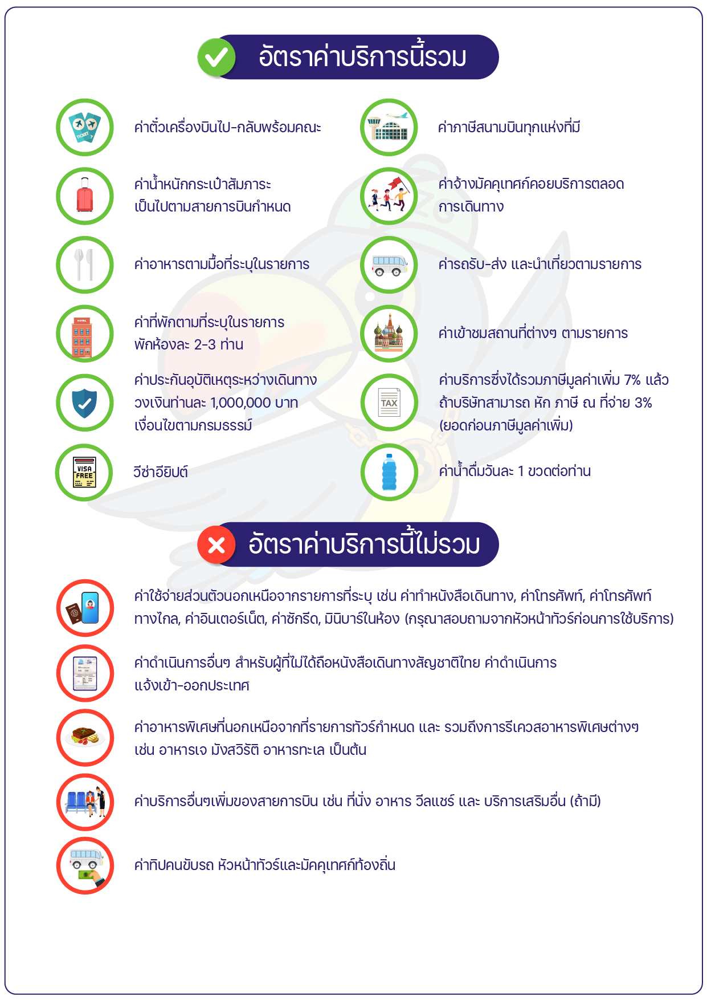 อัตราค่าบริการนี้รวม
ค่าตั๋วเครื่องบินไป-กลับพร้อมคณะ
ค่าภาษีสนามบินทุกแห่งที่มี
ค่าน้ำหนักกระเป๋าสัมภาระ
เป็นไปตามสายการบินกำหนด
ค่าจ้างมัคคุเทศก์คอยบริการตลอด
การเดินทาง
ค่าอาหารตามมื้อที่ระบุในรายการ
ค่ารถรับ-ส่ง และนำเที่ยวตามรายการ
HOTEL
ค่าที่พักตามที่ระบุในรายการ
พักห้องละ 2-3 ท่าน
ค่าเข้าชมสถานที่ต่างๆ ตามรายการ
ค่าประกันอุบัติเหตุระหว่างเดินทาง
วงเงินท่านละ 1,000,000 บาท
เงื่อนไขตามกรมธรรม์
TAX
ค่าบริการซึ่งได้รวมภาษีมูลค่าเพิ่ม 7% แล้ว
ถ้าบริษัทสามารถ หัก ภาษี ณ ที่จ่าย 3%
(ยอดก่อนภาษีมูลค่าเพิ่ม)
VISA
FREE
วีซ่าอียิปต์
ค่าน้ำดื่มวันละ 1 ขวดต่อท่าน
อัตราค่าบริการนี้ไม่รวม
ค่าใช้จ่ายส่วนตัวนอกเหนือจากรายการที่ระบุ เช่น ค่าทำหนังสือเดินทาง, ค่าโทรศัพท์, ค่าโทรศัพท์
ทางไกล, ค่าอินเตอร์เน็ต, ค่าซักรีด, มินิบาร์ในห้อง (กรุณาสอบถามจากหัวหน้าทัวร์ก่อนการใช้บริการ)
ค่าดำเนินการอื่นๆ สำหรับผู้ที่ไม่ได้ถือหนังสือเดินทางสัญชาติไทย ค่าดำเนินการ
แจ้งเข้า-ออกประเทศ
ค่าอาหารพิเศษที่นอกเหนือจากที่รายการทัวร์กำหนด และ รวมถึงการรีเควสอาหารพิเศษต่างๆ
เช่น อาหารเจ มังสวิรัติ อาหารทะเล เป็นต้น
ค่าบริการอื่นๆเพิ่มของสายการบิน เช่น ที่นั่ง อาหาร วีลแชร์ และ บริการเสริมอื่น (ถ้ามี)
ค่าทิปคนขับรถ หัวหน้าทัวร์และมัคคุเทศก์ท้องถิ่น